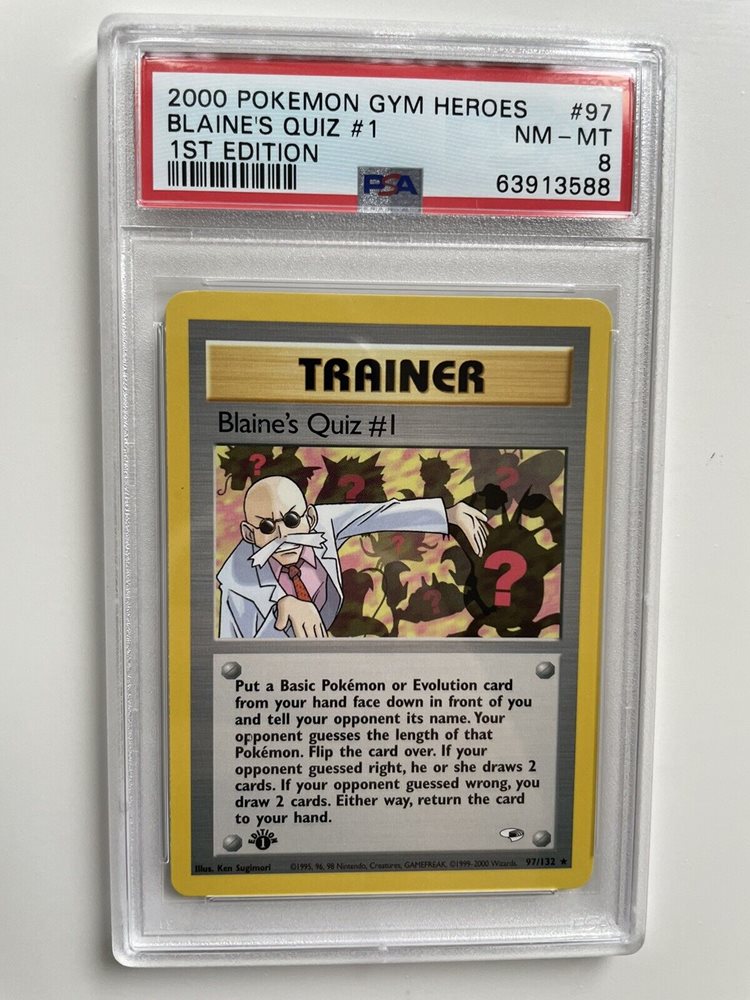 2000 POKEMON GYM HEROES #97
BLAINE'S QUIZ #1 NM - MT
1ST EDITION 8
PSA 63913588
TRAINER
Blaine's Quiz #1
?
?
?
?
?
?
Put a Basic Pokémon or Evolution card
from your hand face down in front of you
and tell your opponent its name. Your
opponent guesses the length of that
Pokémon. Flip the card over. If your
opponent guessed right, he or she draws 2
cards. If your opponent guessed wrong, you
draw 2 cards. Either way, return the card
to your hand.
EDITION
1
Illus. Ken Sugimori ©1995, 96, 98 Nintendo, Creatures, GAMEFREAK. ©1999-2000 Wizards. 97/132 ★